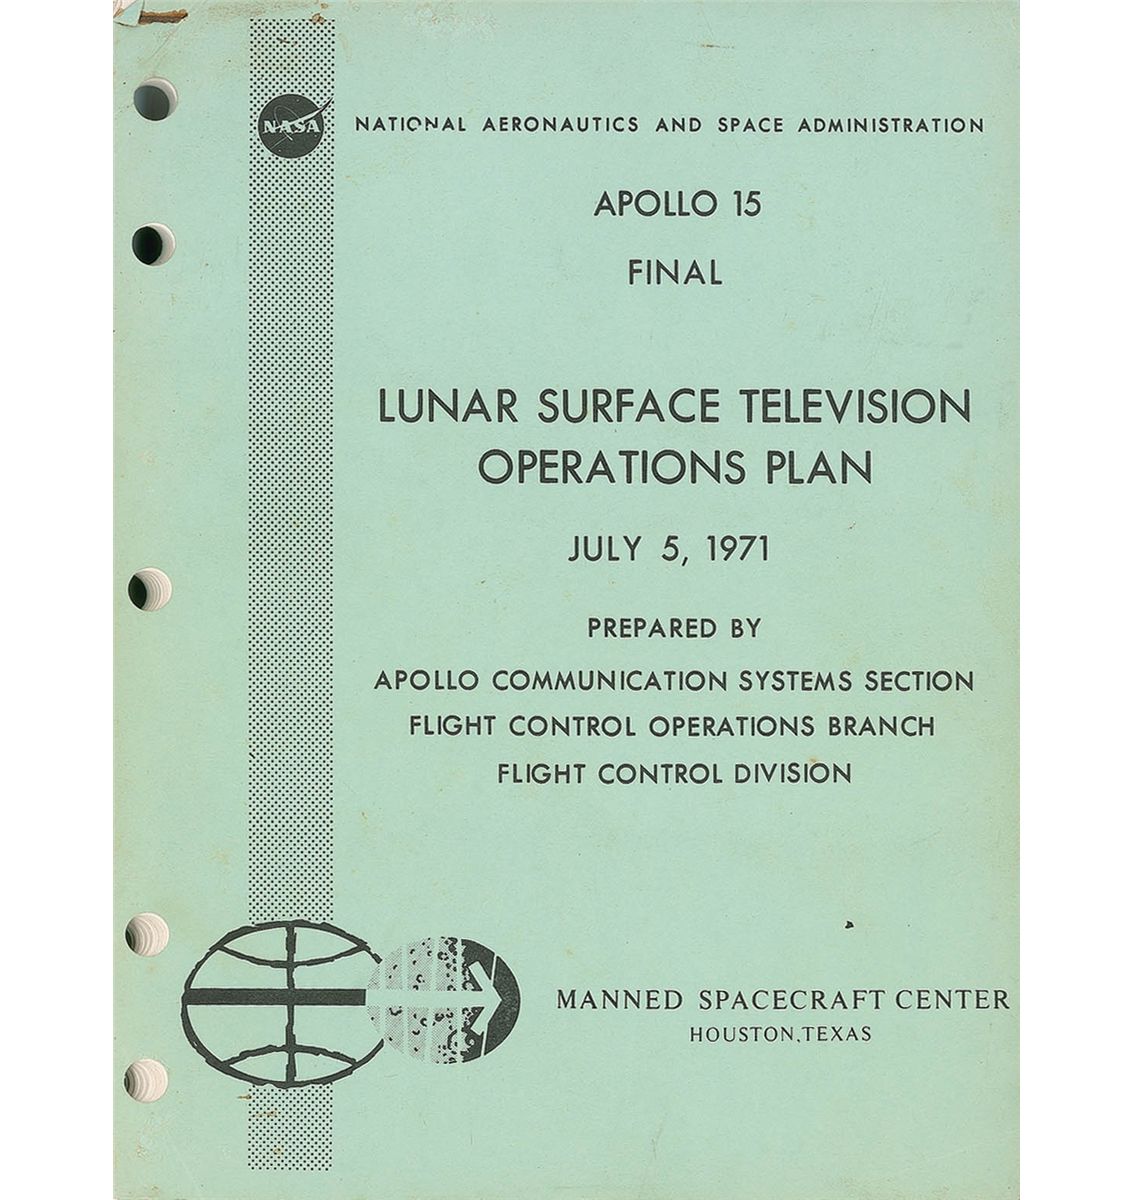 NASA
NATIONAL AERONAUTICS AND SPACE ADMINISTRATION
APOLLO 15
FINAL
LUNAR SURFACE TELEVISION
OPERATIONS PLAN
JULY 5, 1971
PREPARED BY
APOLLO COMMUNICATION SYSTEMS SECTION
FLIGHT CONTROL OPERATIONS BRANCH
FLIGHT CONTROL DIVISION
MANNED SPACECRAFT CENTER
HOUSTON, TEXAS